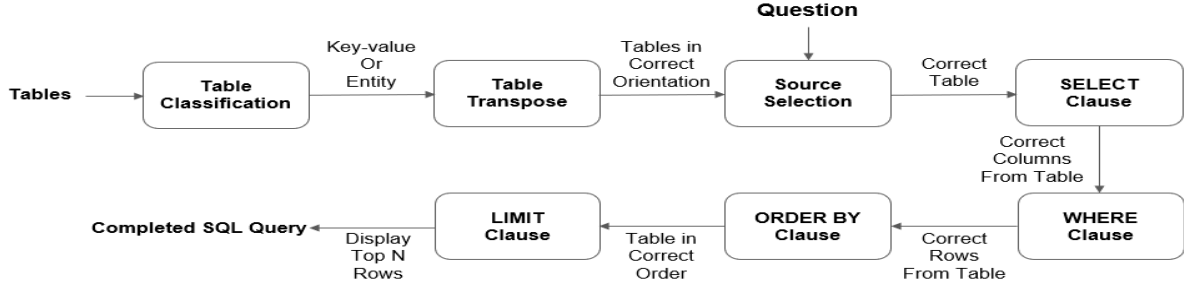 Question
Tables
Table
Classification
Key-value
Or
Entity
Table
Transpose
Tables in
Correct
Orientation
Source
Selection
Correct
Table
SELECT
Clause
Correct
Columns
From Table
WHERE
Clause
Correct
Rows
From Table
ORDER BY
Clause
Table in
Correct
Order
LIMIT
Clause
Display
Top N
Rows
Completed SQL Query